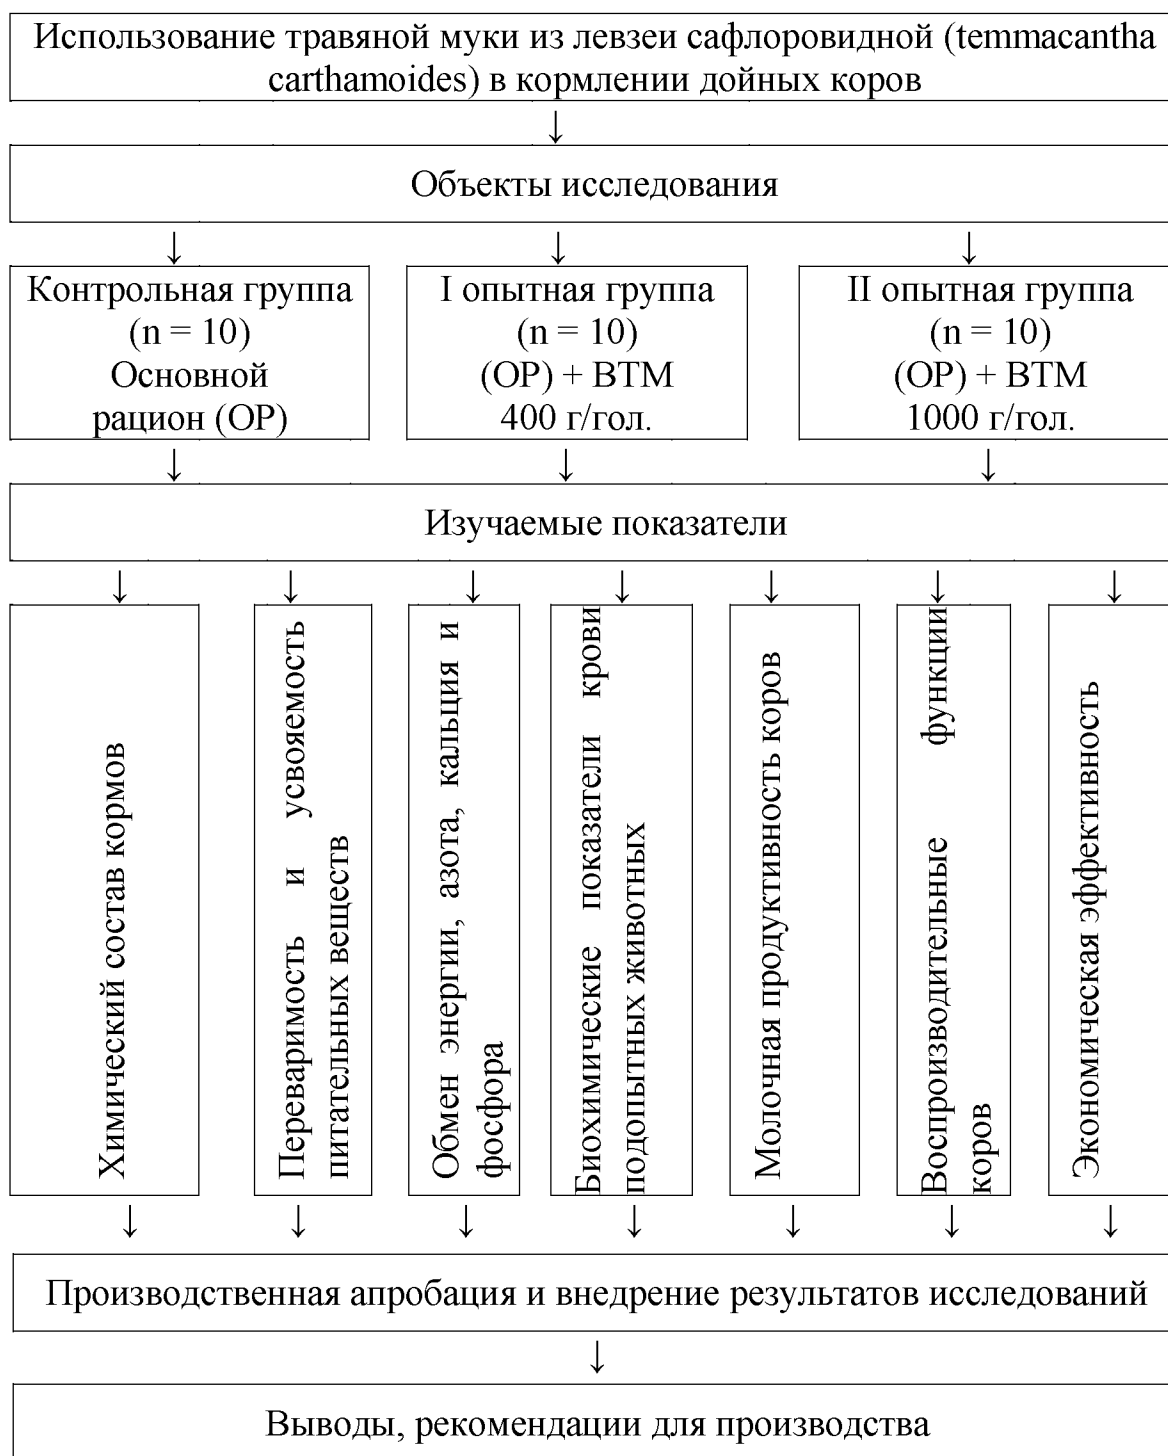 Использование травяной муки из левзеи сафлоровидной (temmacantha
carthamoides) в кормлении дойных коров
Объекты исследования
Контрольная группа
(n = 10)
Основной
рацион (ОР)
I опытная группа
(n = 10)
(ОР) + ВТМ
400 г/гол.
II опытная группа
(n = 10)
(ОР) + ВТМ
1000 г/гол.
Изучаемые показатели
Химический состав кормов
Переваримость и усвояемость
питательных веществ
Обмен энергии, азота, кальция и
фосфора
Биохимические показатели крови
подопытных животных
Молочная продуктивность коров
Воспроизводительные функции
коров
Экономическая эффективность
Производственная апробация и внедрение результатов исследований
Выводы, рекомендации для производства